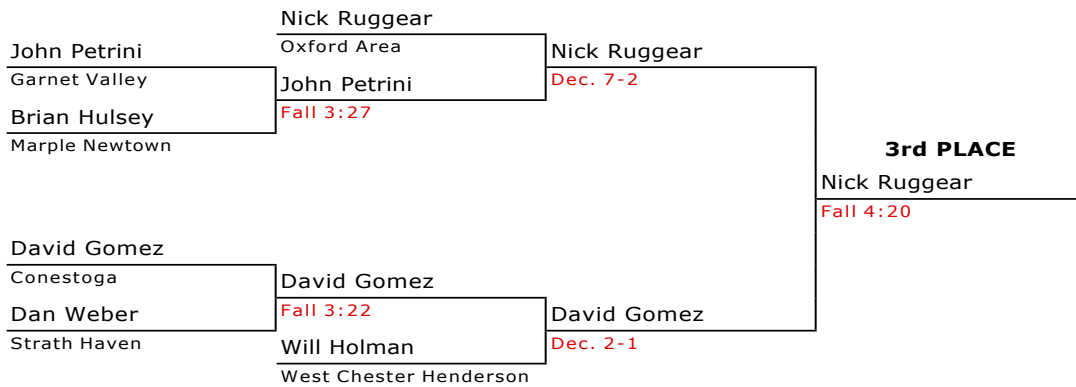 Nick Ruggear
John Petrini
Oxford Area
Nick Ruggear
Garnet Valley
John Petrini
Dec. 7-2
Brian Hulsey
Fall 3:27
Marple Newtown
3rd PLACE
Nick Ruggear
Fall 4:20
David Gomez
Conestoga
David Gomez
Dan Weber
Fall 3:22
David Gomez
Strath Haven
Will Holman
Dec. 2-1
West Chester Henderson